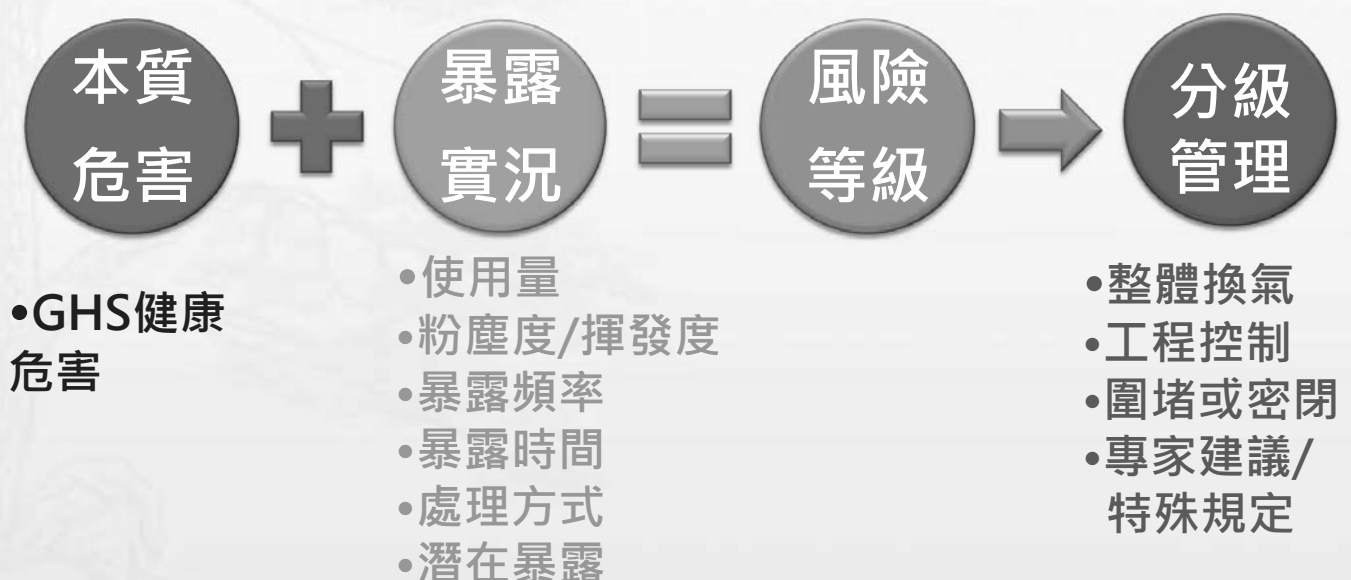 本質
危害
暴露
實況
風險
等級
分級
管理
•GHS健康
危害
•使用量
•粉塵度/揮發度
•暴露頻率
•暴露時間
•處理方式
•潛在暴露
•整體換氣
•工程控制
•圍堵或密閉
•專家建議/
特殊規定